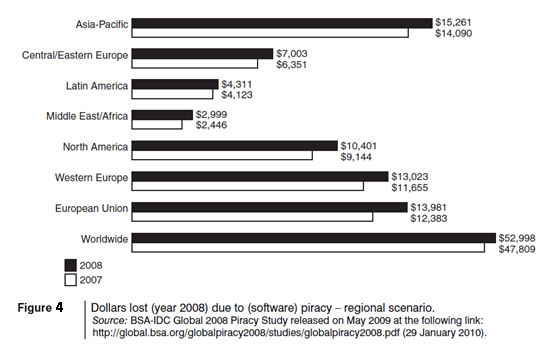 Asia-Pacific
$15,261
$14,090
Central/Eastern Europe
$7,003
$6,351
Latin America
$4,311
$4,123
Middle East/Africa
$2,999
$2,446
North America
$10,401
$9,144
Western Europe
$13,023
$11,655
European Union
$13,981
$12,383
Worldwide
$52,998
$47,809
2008
2007
Figure 4 Dollars lost (year 2008) due to (software) piracy – regional scenario.
Source: BSA-IDC Global 2008 Piracy Study released on May 2009 at the following link:
http://global.bsa.org/globalpiracy2008/studies/globalpiracy2008.pdf (29 January 2010).